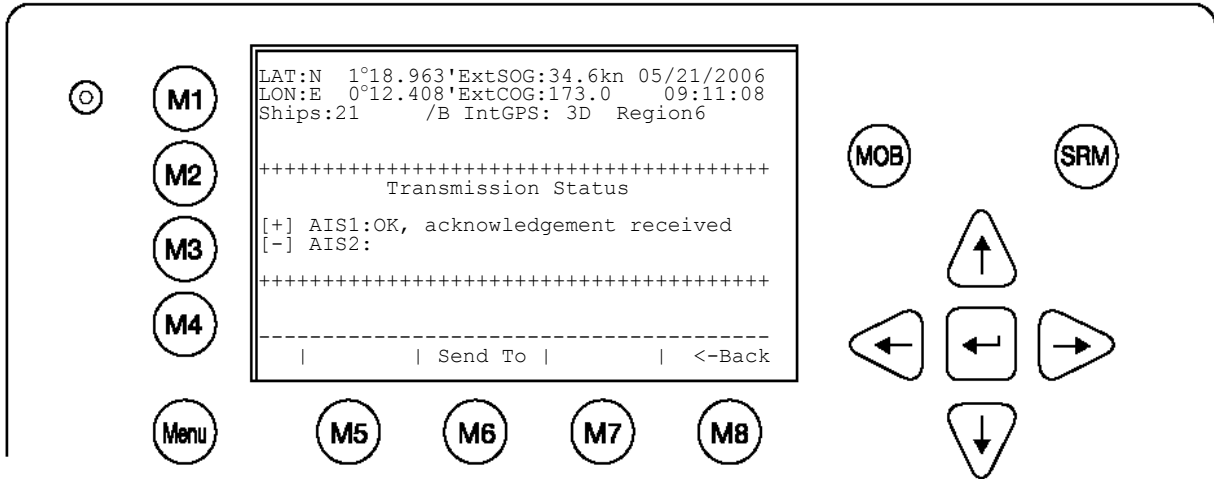 LAT:N 1°18.963'ExtSOG:34.6kn 05/21/2006
LON:E 0°12.408'ExtCOG:173.0 09:11:08
Ships:21 /B IntGPS: 3D Region6
++++++++++++++++++++++++++++++++++++++++
Transmission Status
[+] AIS1:OK, acknowledgement received
[-] AIS2:
++++++++++++++++++++++++++++++++++++++++
----------------------------------------
| | Send To | | <-Back
M1
M2
M3
M4
Menu
M5 M6 M7 M8
MOB SRM